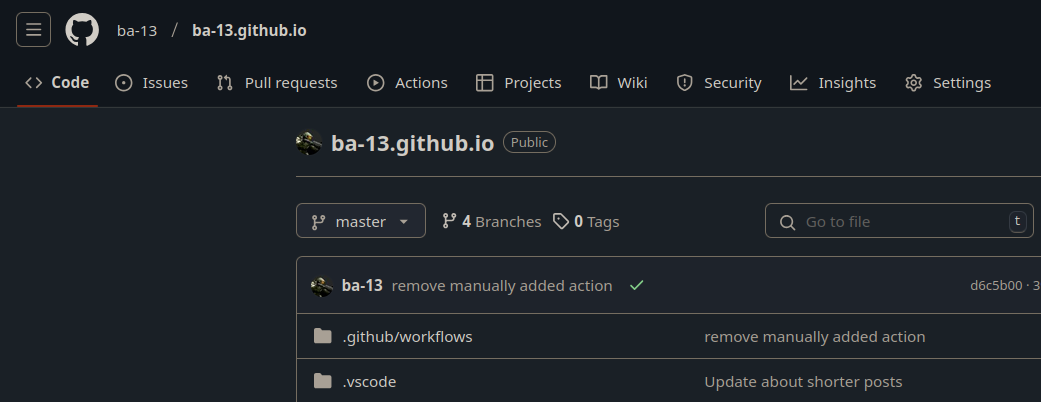 ba-13 / ba-13.github.io
Code Issues Pull requests Actions Projects Wiki Security Insights Settings
ba-13.github.io Public
master 4 Branches 0 Tags Go to file t
ba-13 remove manually added action d6c5b00 · 3
.github/workflows remove manually added action
.vscode Update about shorter posts